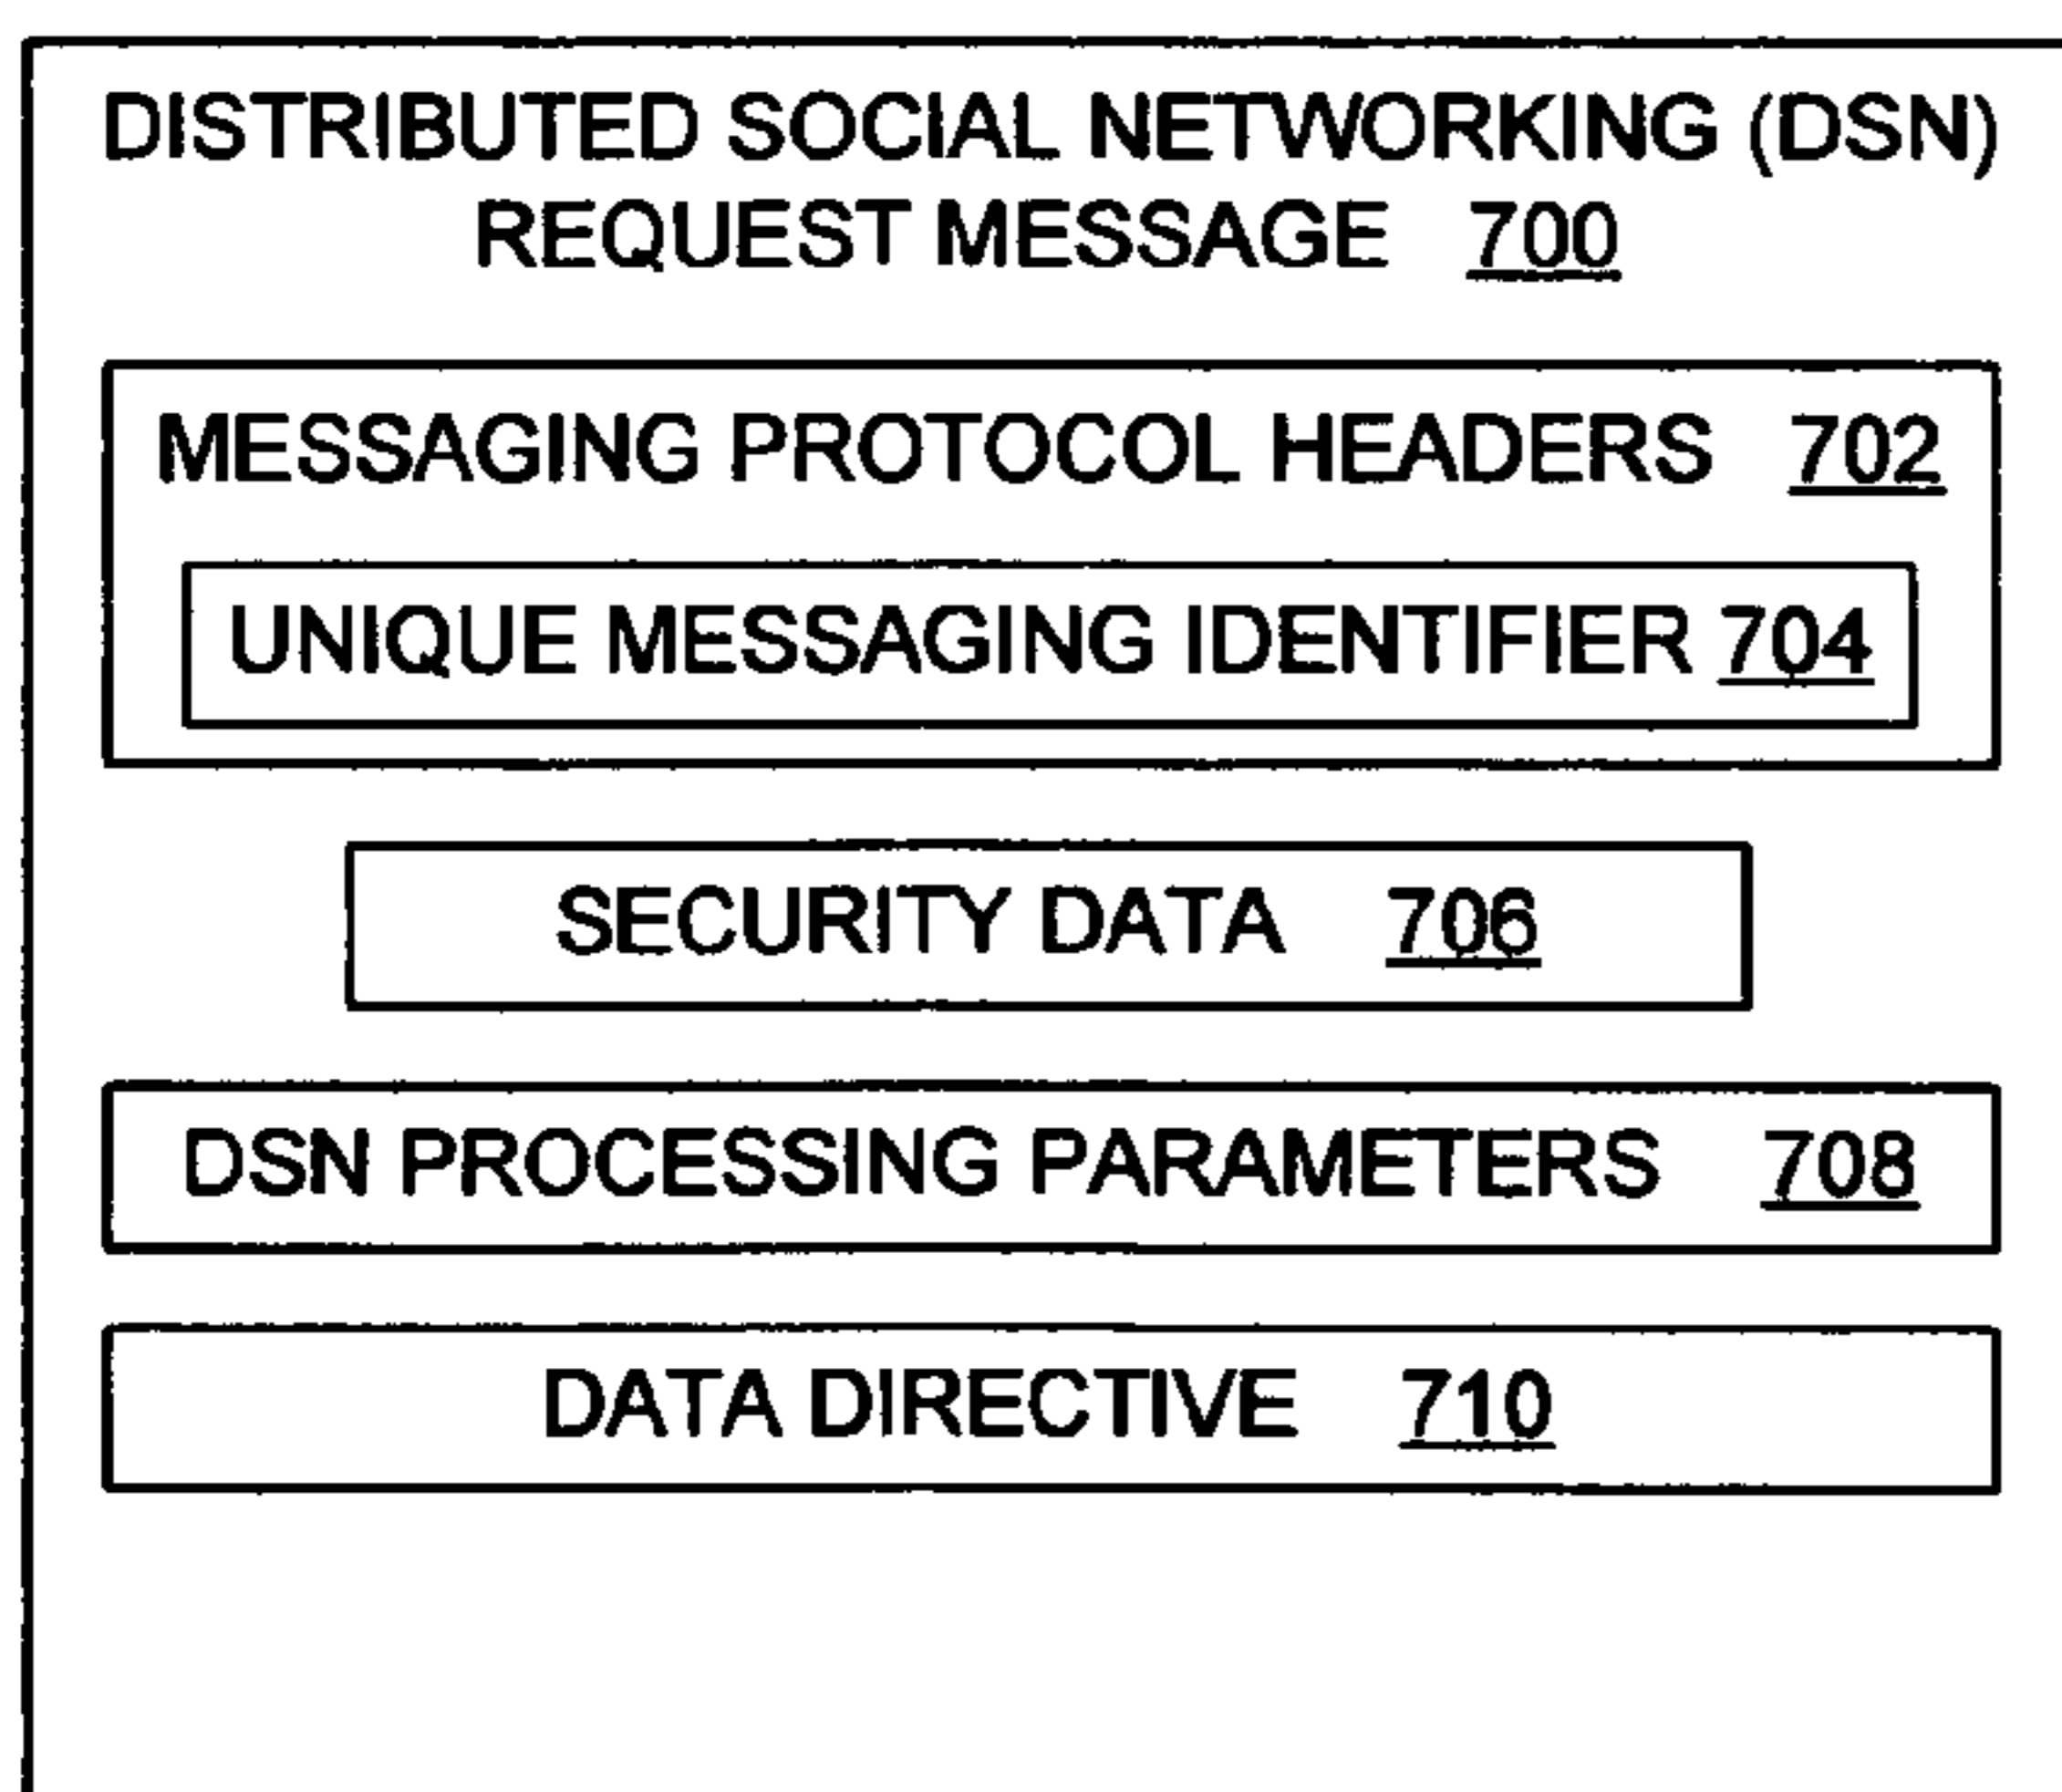 DISTRIBUTED SOCIAL NETWORKING (DSN)
REQUEST MESSAGE 700
MESSAGING PROTOCOL HEADERS 702
UNIQUE MESSAGING IDENTIFIER 704
SECURITY DATA 706
DSN PROCESSING PARAMETERS 708
DATA DIRECTIVE 710